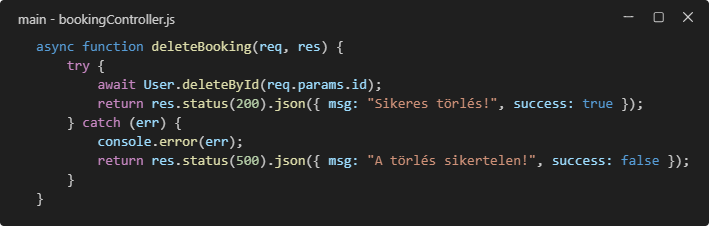 main - bookingController.js
async function deleteBooking(req, res) {
    try {
        await User.deleteById(req.params.id);
        return res.status(200).json({ msg: "Sikeres törlés!", success: true });
    } catch (err) {
        console.error(err);
        return res.status(500).json({ msg: "A törlés sikertelen!", success: false });
    }
}